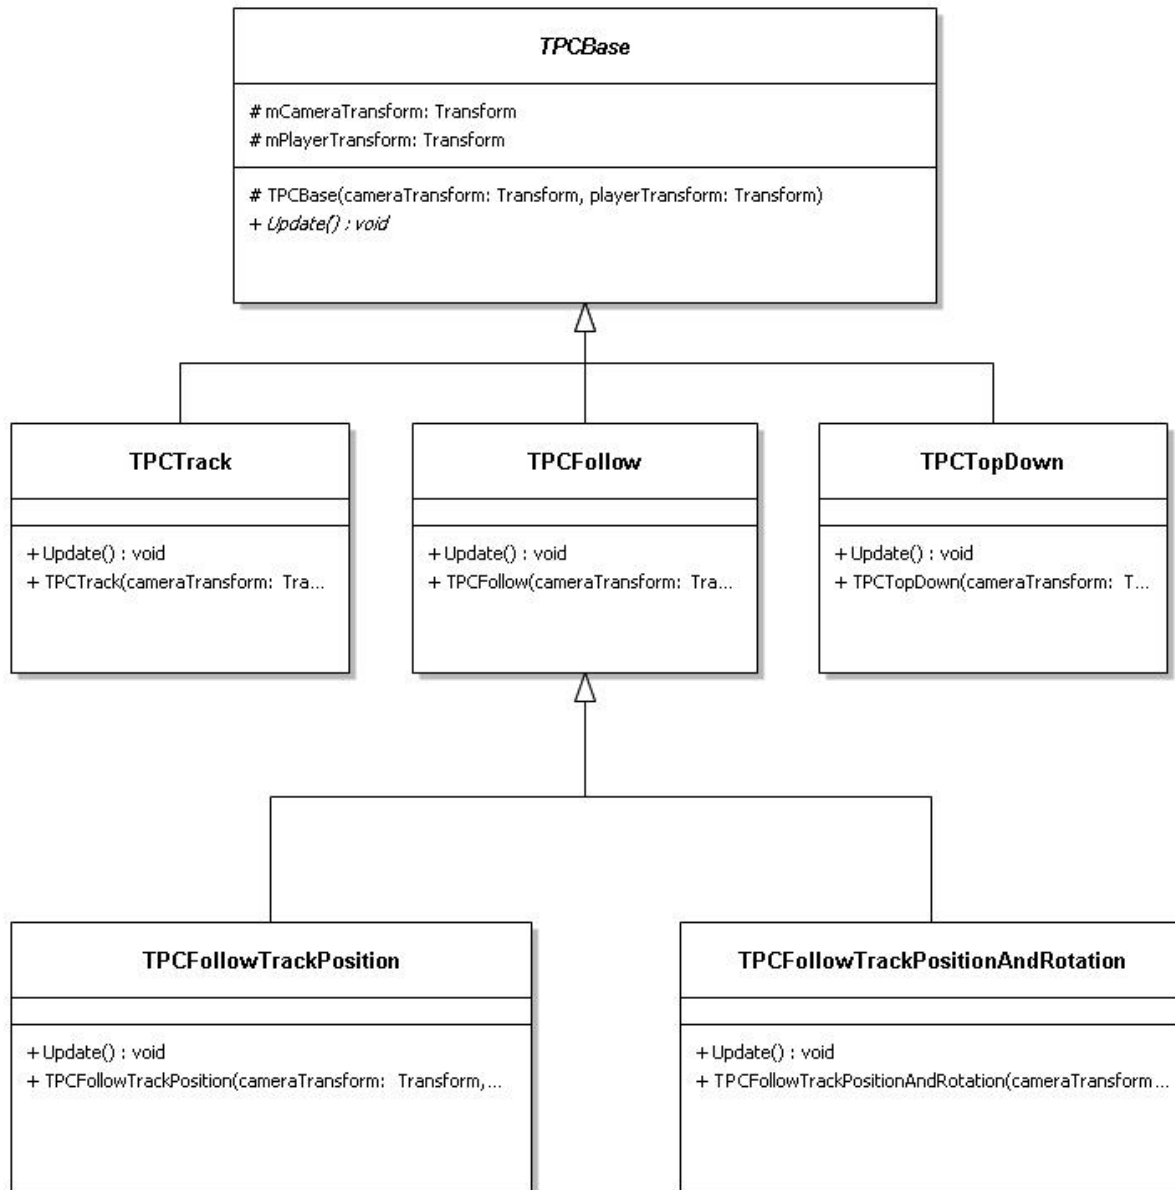 TPCBase
# mCameraTransform: Transform
# mPlayerTransform: Transform
# TPCBase(cameraTransform: Transform, playerTransform: Transform)
+ Update() : void
TPCTrack
+ Update() : void
+ TPCTrack(cameraTransform: Tra...
TPCFollow
+ Update() : void
+ TPCFollow(cameraTransform: Tra...
TPCTopDown
+ Update() : void
+ TPCTopDown(cameraTransform: T...
TPCFollowTrackPosition
+ Update() : void
+ TPCFollowTrackPosition(cameraTransform: Transform,...
TPCFollowTrackPositionAndRotation
+ Update() : void
+ TPCFollowTrackPositionAndRotation(cameraTransform...